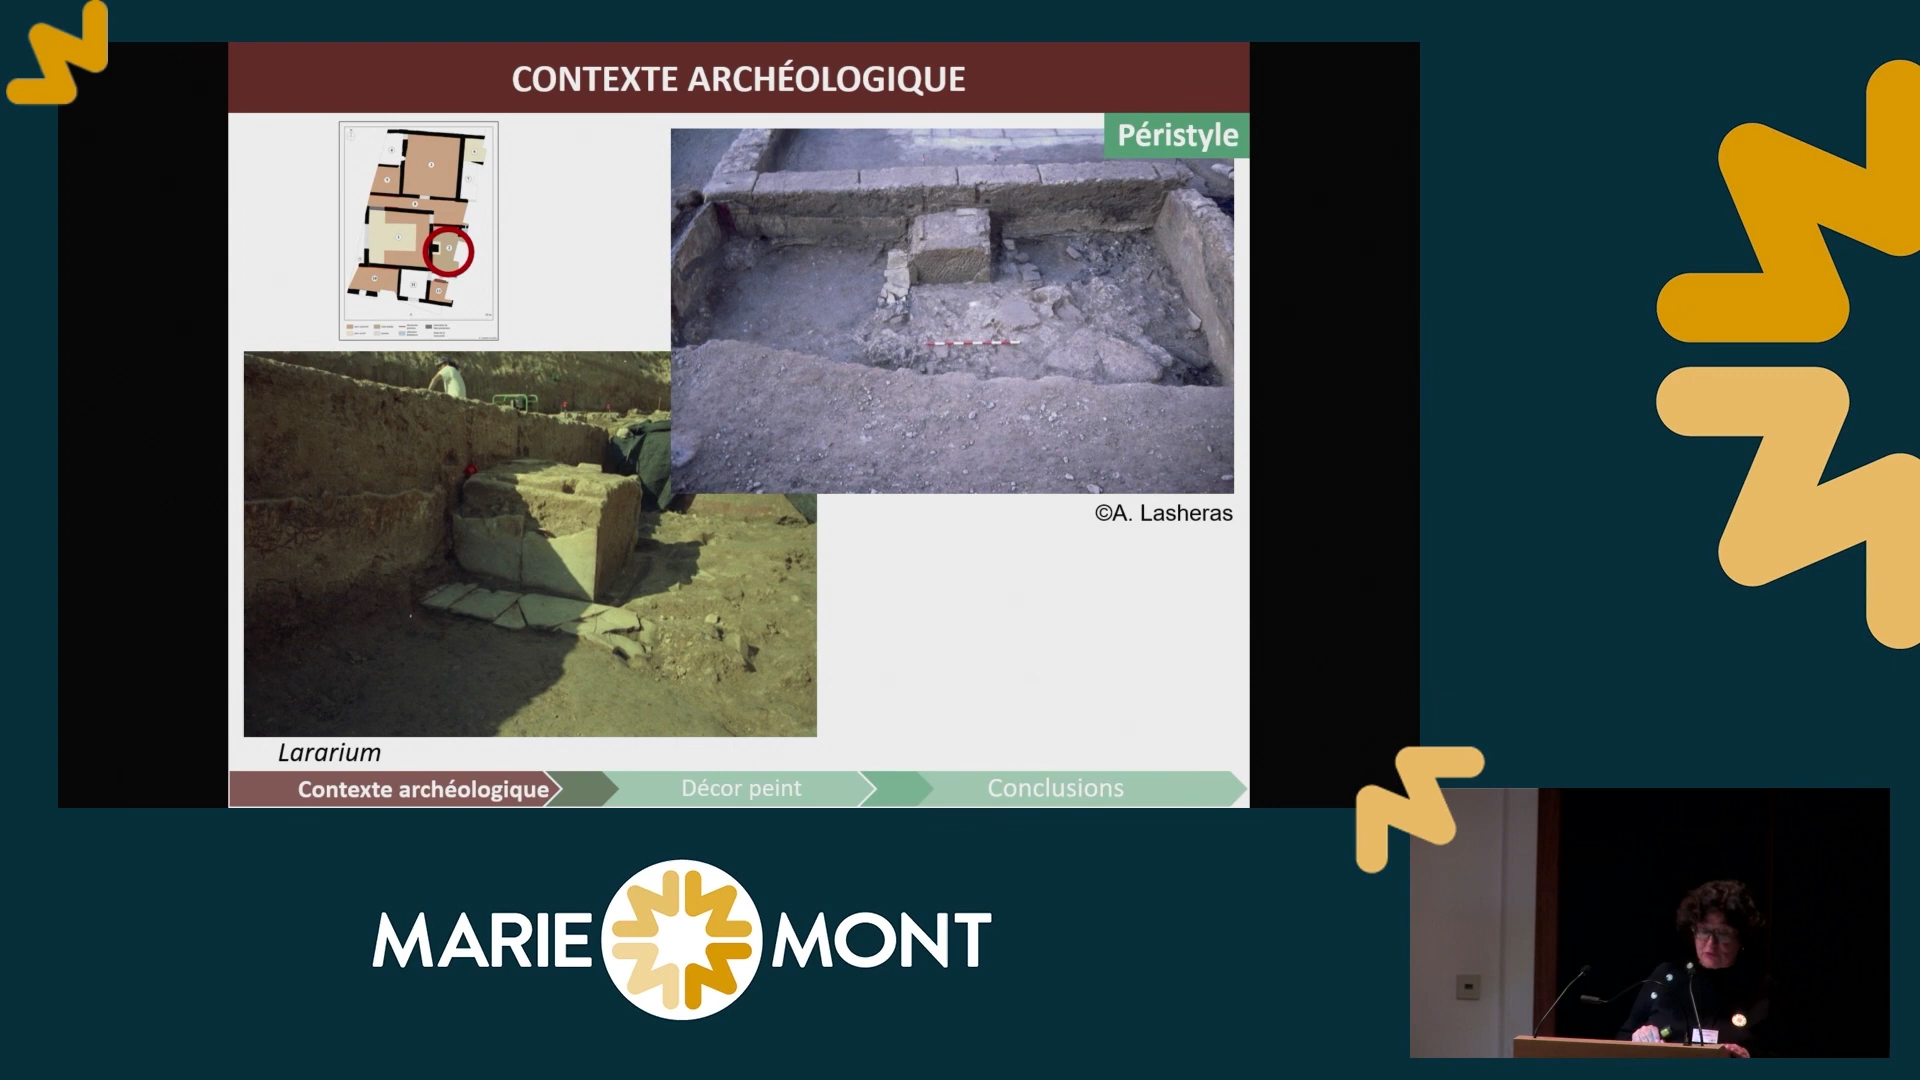 CONTEXTE ARCHÉOLOGIQUE
Péristyle
©A. Lasheras
Lararium
Contexte archéologique
Décor peint
Conclusions
MARIE MONT